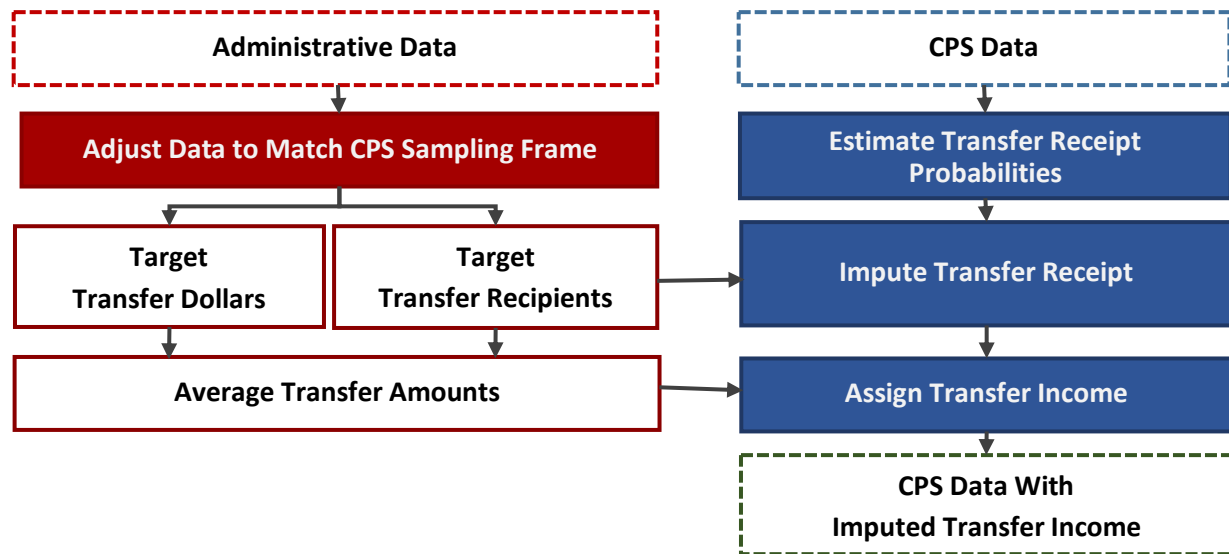 Administrative Data
CPS Data
Adjust Data to Match CPS Sampling Frame
Estimate Transfer Receipt
Probabilities
Target
Transfer Dollars
Target
Transfer Recipients
Impute Transfer Receipt
Average Transfer Amounts
Assign Transfer Income
CPS Data With
Imputed Transfer Income